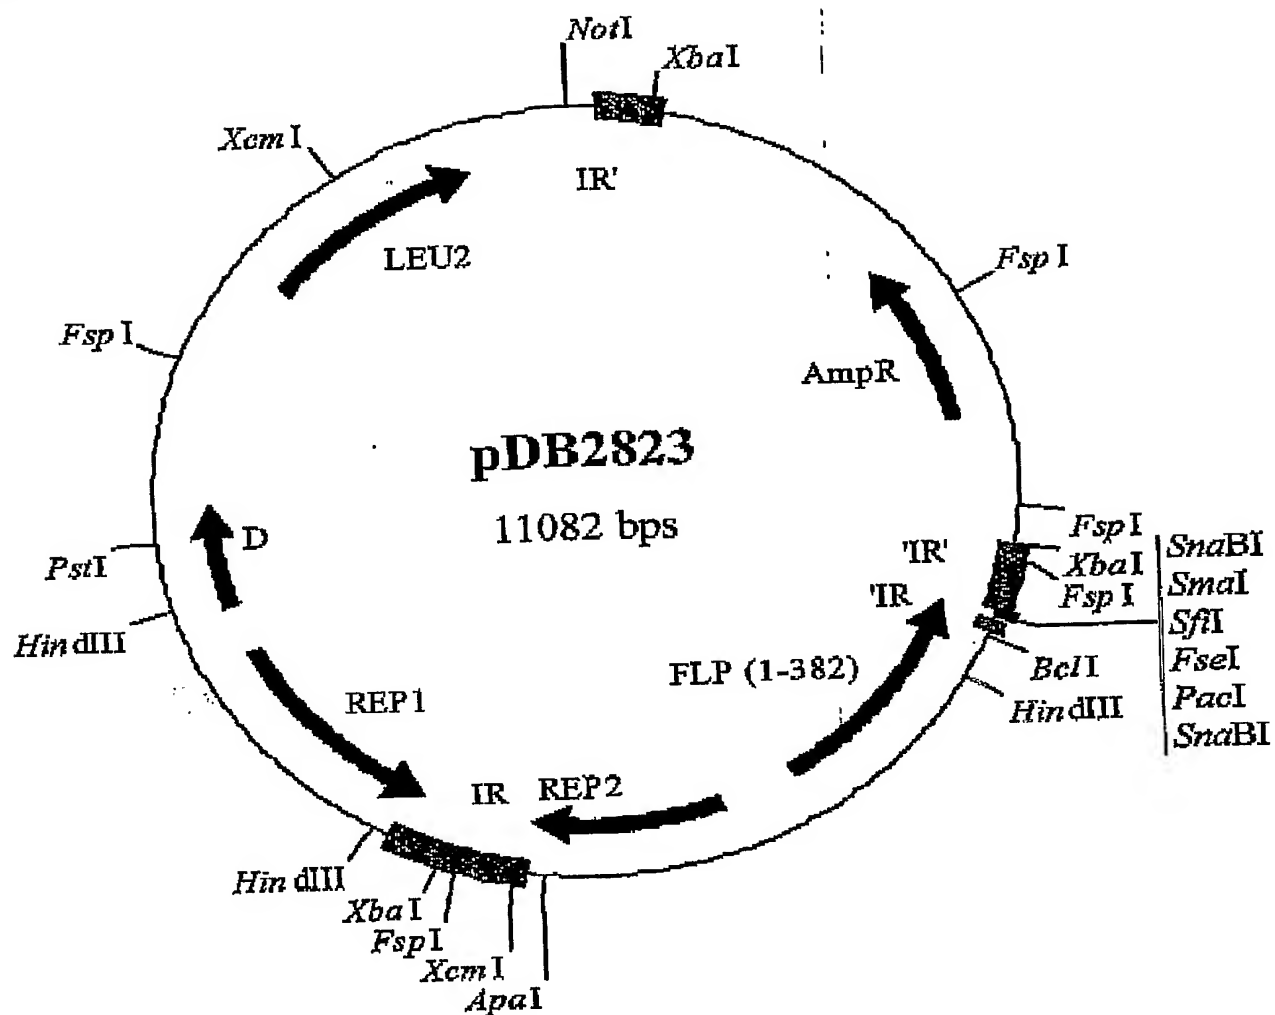 NotI
XbaI
XcmI
IR'
LEU2
FspI
FspI
AmpR
pDB2823
11082 bps
D
PstI
HindIII
FspI
'IR'
XbaI
'IR
FspI
SnaBI
SmaI
SfiI
FseI
PacI
SnaBI
BclI
HindIII
FLP (1-382)
REP1
IR
REP2
HindIII
XbaI
FspI
XcmI
ApaI